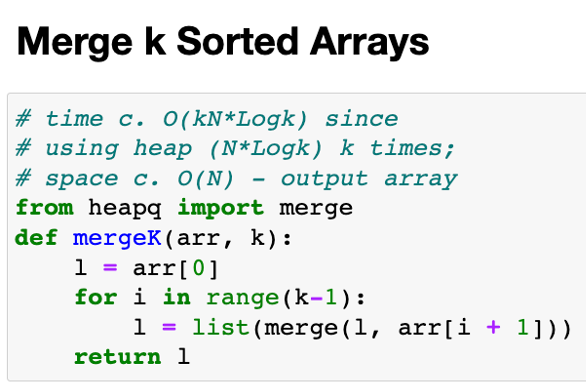 Merge k Sorted Arrays
# time c. O(kN*Logk) since
# using heap (N*Logk) k times;
# space c. O(N) - output array
from heapq import merge
def mergeK(arr, k):
    l = arr[0]
    for i in range(k-1):
        l = list(merge(l, arr[i + 1]))
    return l